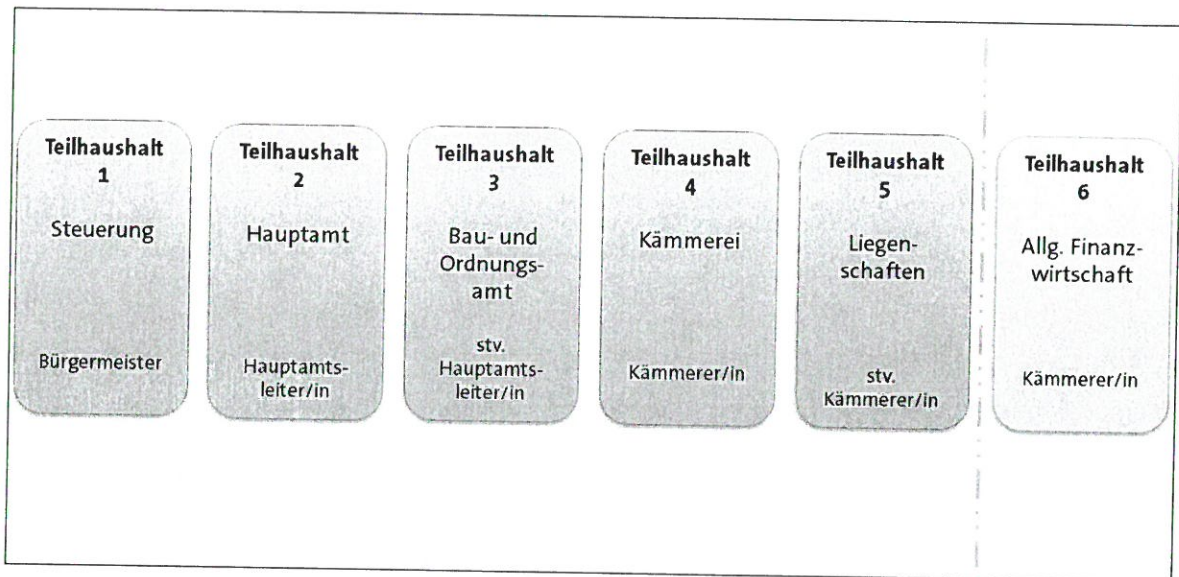 Teilhaushalt
1
Steuerung
Bürgermeister
Teilhaushalt
2
Hauptamt
Hauptamts-
leiter/in
Teilhaushalt
3
Bau- und
Ordnungs-
amt
stv.
Hauptamts-
leiter/in
Teilhaushalt
4
Kämmerei
Kämmerer/in
Teilhaushalt
5
Liegen-
schaften
stv.
Kämmerer/in
Teilhaushalt
6
Allg. Finanz-
wirtschaft
Kämmerer/in